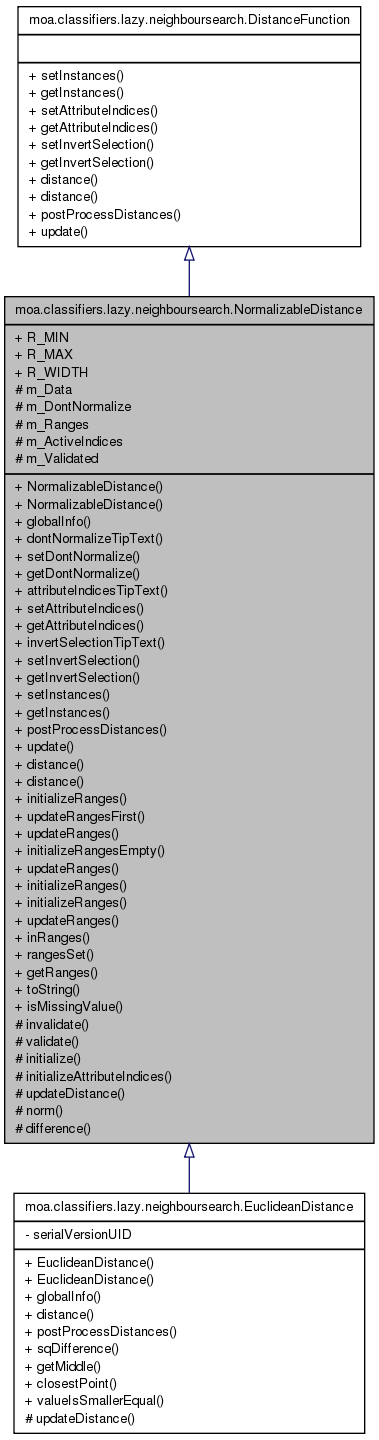 moa.classifiers.lazy.neighboursearch.DistanceFunction
+ setInstances()
+ getInstances()
+ setAttributeIndices()
+ getAttributeIndices()
+ setInvertSelection()
+ getInvertSelection()
+ distance()
+ distance()
+ postProcessDistances()
+ update()
moa.classifiers.lazy.neighboursearch.NormalizableDistance
+ R_MIN
+ R_MAX
+ R_WIDTH
# m_Data
# m_DontNormalize
# m_Ranges
# m_ActiveIndices
# m_Validated
+ NormalizableDistance()
+ NormalizableDistance()
+ globalInfo()
+ dontNormalizeTipText()
+ setDontNormalize()
+ getDontNormalize()
+ attributeIndicesTipText()
+ setAttributeIndices()
+ getAttributeIndices()
+ invertSelectionTipText()
+ setInvertSelection()
+ getInvertSelection()
+ setInstances()
+ getInstances()
+ postProcessDistances()
+ update()
+ distance()
+ distance()
+ initializeRanges()
+ updateRangesFirst()
+ updateRanges()
+ initializeRangesEmpty()
+ updateRanges()
+ initializeRanges()
+ initializeRanges()
+ updateRanges()
+ inRanges()
+ rangesSet()
+ getRanges()
+ toString()
+ isMissingValue()
# invalidate()
# validate()
# initialize()
# initializeAttributeIndices()
# updateDistance()
# norm()
# difference()
moa.classifiers.lazy.neighboursearch.EuclideanDistance
- serialVersionUID
+ EuclideanDistance()
+ EuclideanDistance()
+ globalInfo()
+ distance()
+ postProcessDistances()
+ sqDifference()
+ getMiddle()
+ closestPoint()
+ valueIsSmallerEqual()
# updateDistance()